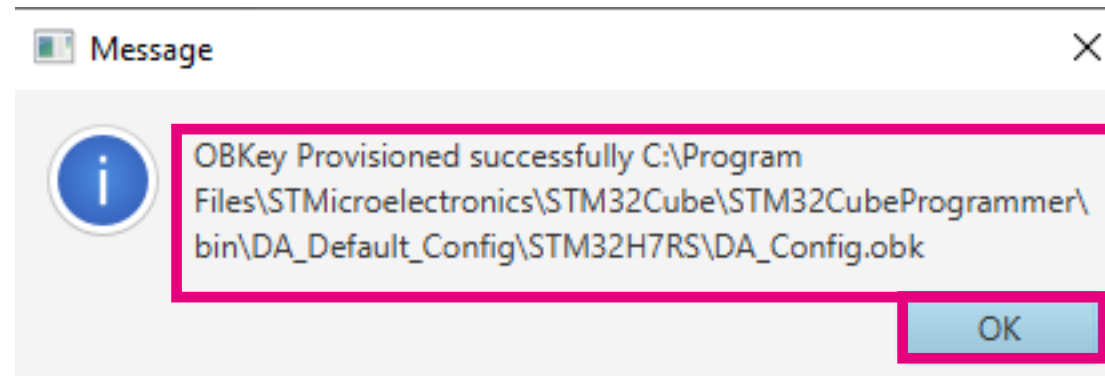 Message
OBKey Provisioned successfully C:\Program
Files\STMicroelectronics\STM32Cube\STM32CubeProgrammer\
bin\DA_Default_Config\STM32H7RS\DA_Config.obk
OK